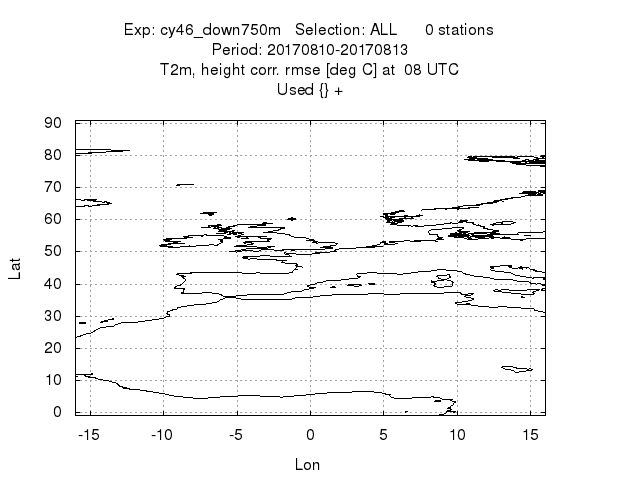 Exp: cy46_down750m   Selection: ALL      0 stations
Period: 20170810-20170813
T2m, height corr. rmse [deg C] at  08 UTC
Used {} +
90
80
70
60
50
40
30
20
10
0
Lat
-15 -10 -5 0 5 10 15
Lon